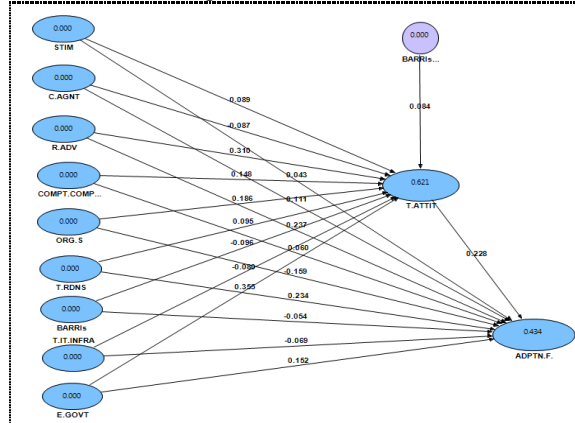 0.000
STIM
0.000
BARRIs...
0.000
C.AGNT
0.089
0.084
0.000
R.ADV
-0.087
0.310
0.000
COMPT.COMP...
0.148
0.043
0.621
T.ATTIT
0.186
0.111
0.000
ORG.S
0.095
0.237
-0.096
0.060
0.228
0.000
T.RDNS
-0.080
-0.159
0.355
0.234
0.000
BARRIs
-0.054
0.434
ADPTN.F.
T.IT.INFRA
0.000
-0.069
0.152
0.000
E.GOVT